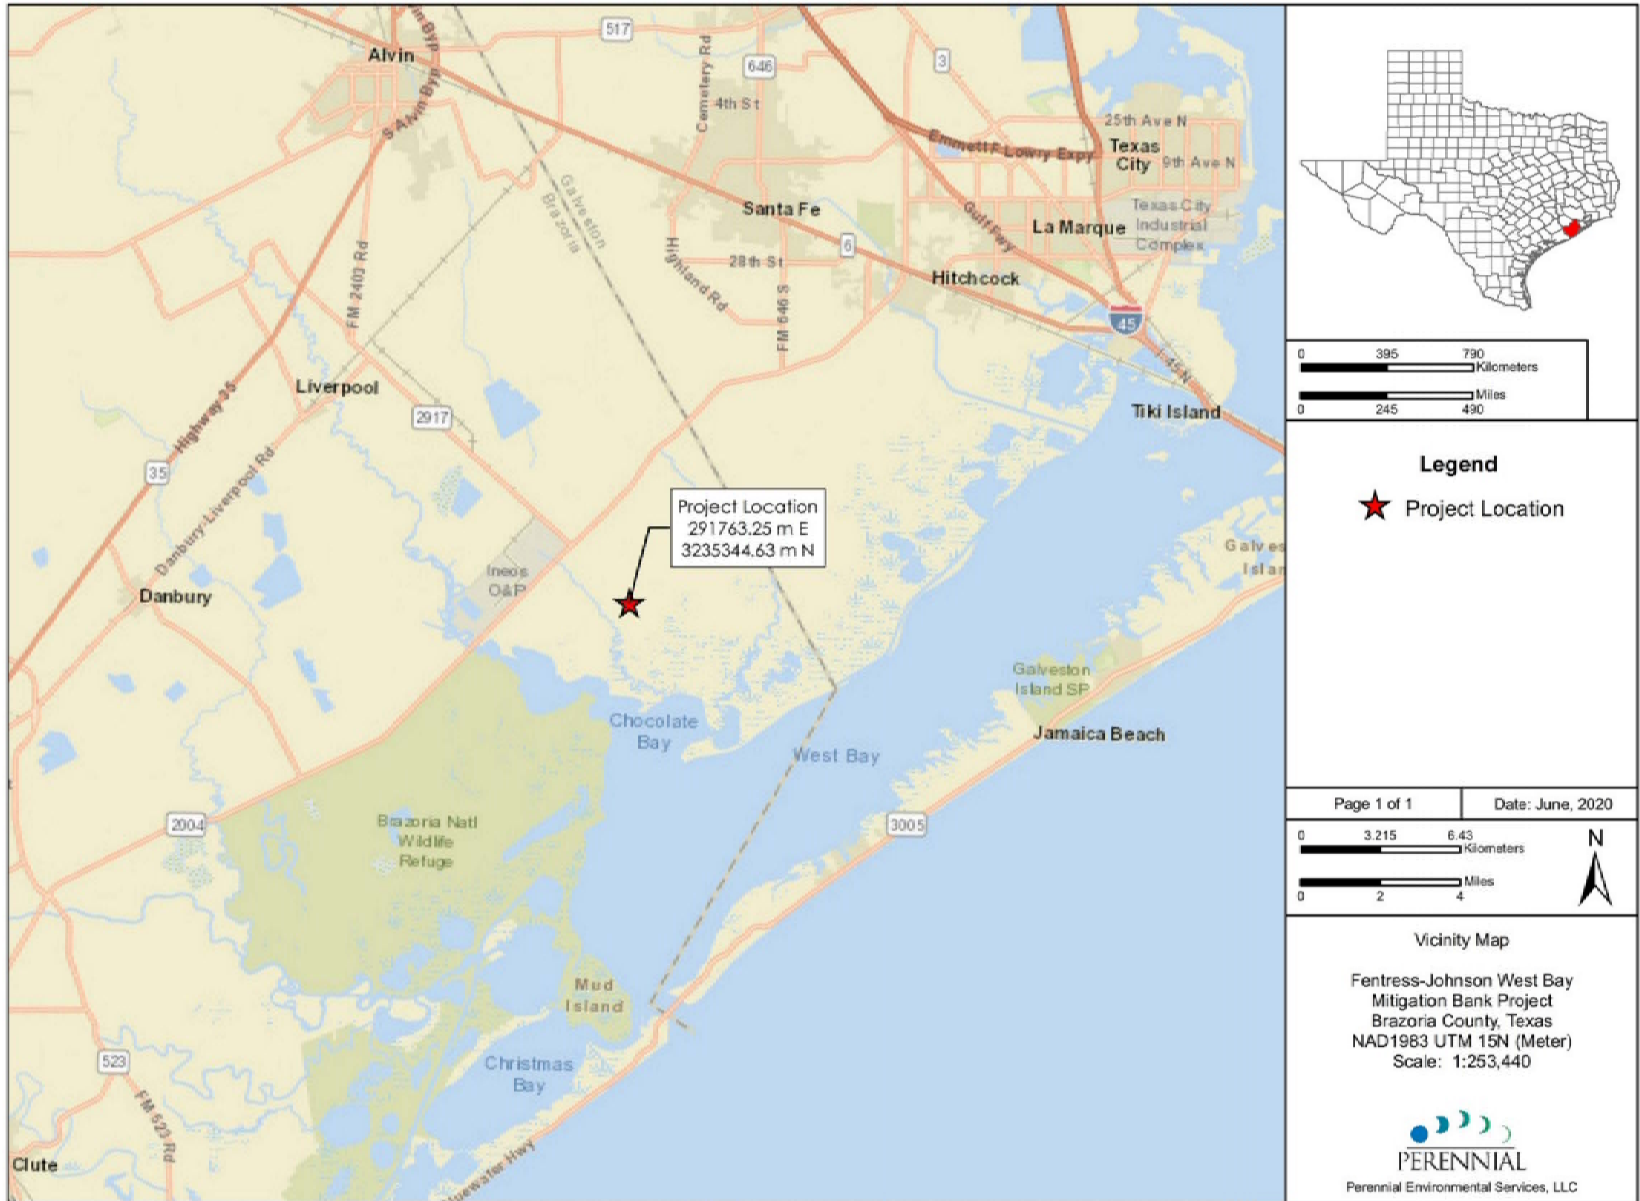 Alvin
vin Byp
S Alvin Byp
517
646
3
Cemetery Rd
4th St
25th Ave N
Emmett F Lowry Expy
Texas
City
9th Ave N
Galveston
Brazoria
Santa Fe
Texas City
Industrial
Complex
La Marque
Gulf Fwy
6
FM 2403 Rd
Highland Rd
28th St
FM 646 S
Hitchcock
45
I-45 N
Liverpool
2917
Tiki Island
Highway 35
35
Danbury-Liverpool Rd
Project Location
291763.25 m E
3235344.63 m N
Galves
Islan
Ineos
O&P
Danbury
Galveston
Island SP
Chocolate
Bay
Jamaica Beach
West Bay
2004
Brazoria Natl
Wildlife
Refuge
3005
Mud
Island
523
Christmas
Bay
FM 523 Rd
Clute
luewater Hwy
0 395 790
Kilometers
Miles
0 245 490
Legend
Project Location
Page 1 of 1
Date: June, 2020
0 3.215 6.43
Kilometers
Miles
0 2 4
N
Vicinity Map
Fentress-Johnson West Bay
Mitigation Bank Project
Brazoria County, Texas
NAD1983 UTM 15N (Meter)
Scale: 1:253,440
PERENNIAL
Perennial Environmental Services, LLC